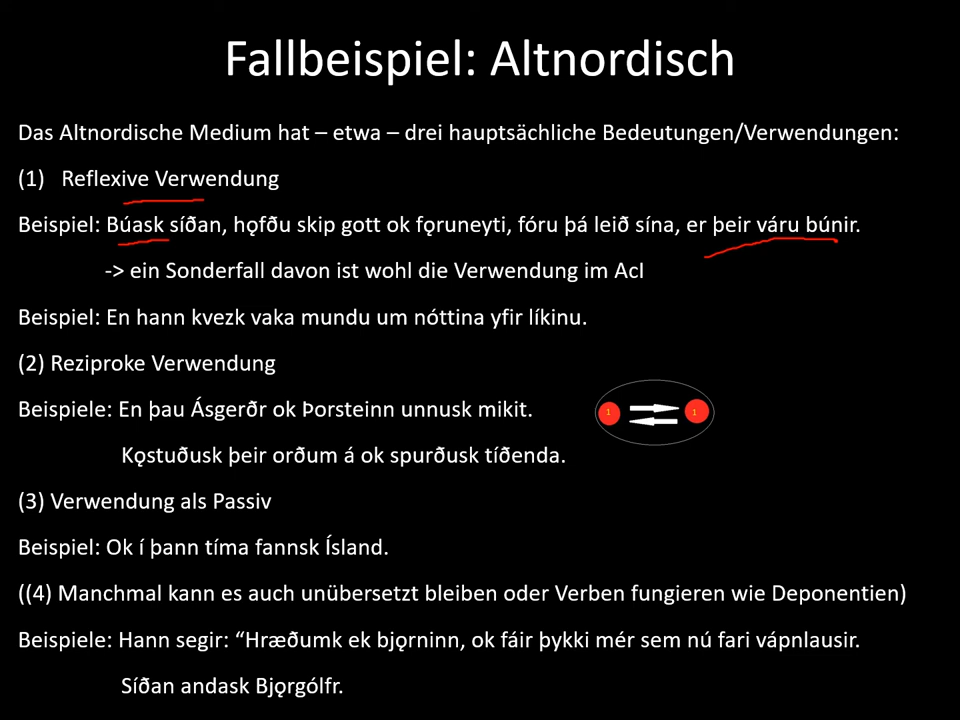 Fallbeispiel: Altnordisch
Das Altnordische Medium hat – etwa – drei hauptsächliche Bedeutungen/Verwendungen:
(1) Reflexive Verwendung
Beispiel: Búask síðan, hǫfðu skip gott ok fǫruneyti, fóru þá leið sína, er þeir váru búnir.
-> ein Sonderfall davon ist wohl die Verwendung im AcI
Beispiel: En hann kvezk vaka mundu um nóttina yfir líkinu.
(2) Reziproke Verwendung
Beispiele: En þau Ásgerðr ok Þorsteinn unnusk mikit.
1 1
Kǫstuðusk þeir orðum á ok spurðusk tíðenda.
(3) Verwendung als Passiv
Beispiel: Ok í þann tíma fannsk Ísland.
((4) Manchmal kann es auch unübersetzt bleiben oder Verben fungieren wie Deponentien)
Beispiele: Hann segir: “Hræðumk ek bjǫrninn, ok fáir þykki mér sem nú fari vápnlausir.
Síðan andask Bjǫrgólfr.